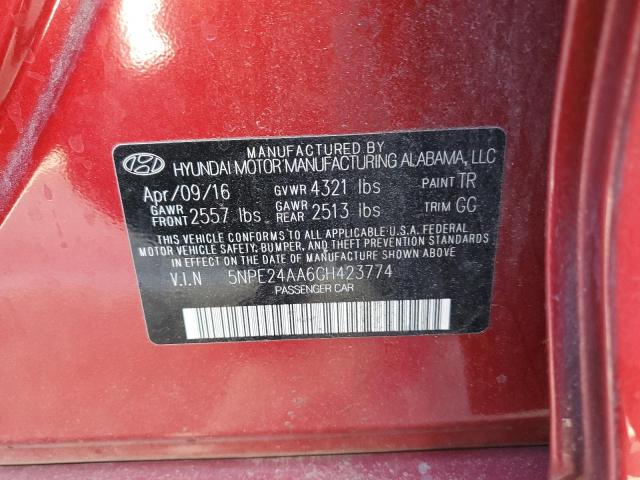 MANUFACTURED BY
HYUNDAI MOTOR MANUFACTURING ALABAMA, LLC
Apr/09/16 GVWR 4321 lbs PAINT TR
GAWR FRONT 2557 lbs GAWR REAR 2513 lbs TRIM GG
THIS VEHICLE CONFORMS TO ALL APPLICABLE U.S.A. FEDERAL
MOTOR VEHICLE SAFETY, BUMPER, AND THEFT PREVENTION STANDARDS
IN EFFECT ON THE DATE OF MANUFACTURE SHOWN ABOVE
V.I.N 5NPE24AA6GH423774
PASSENGER CAR